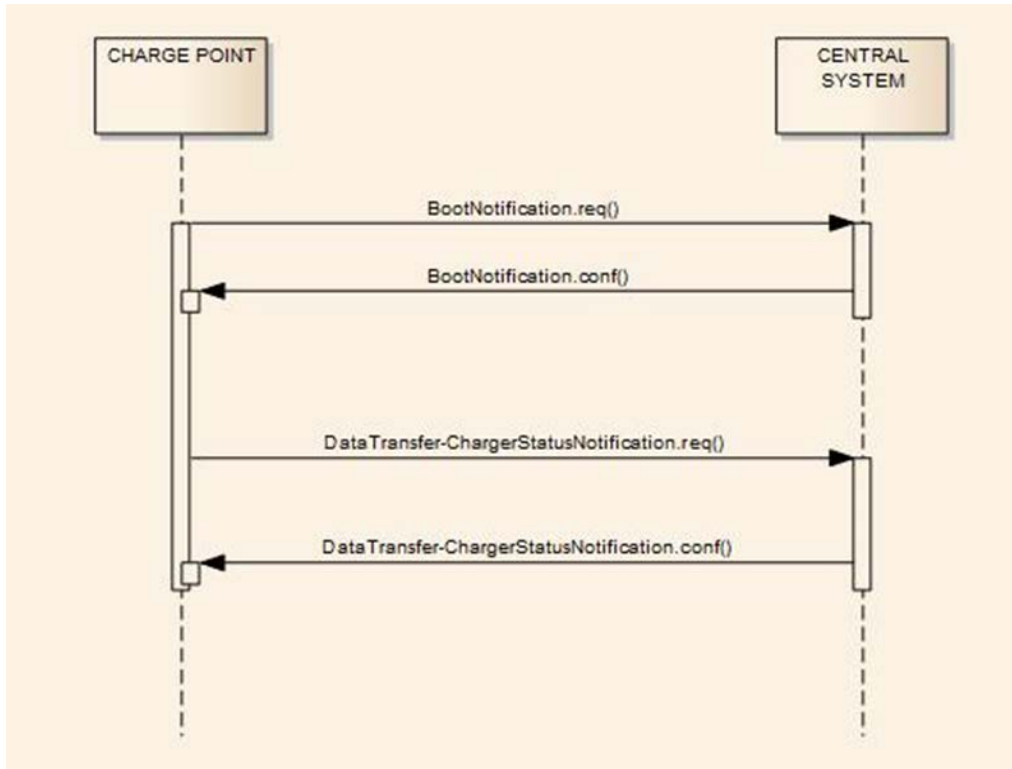 CHARGE POINT
CENTRAL
SYSTEM
BootNotification.req()
BootNotification.conf()
DataTransfer-ChargerStatusNotification.req()
DataTransfer-ChargerStatusNotification.conf()